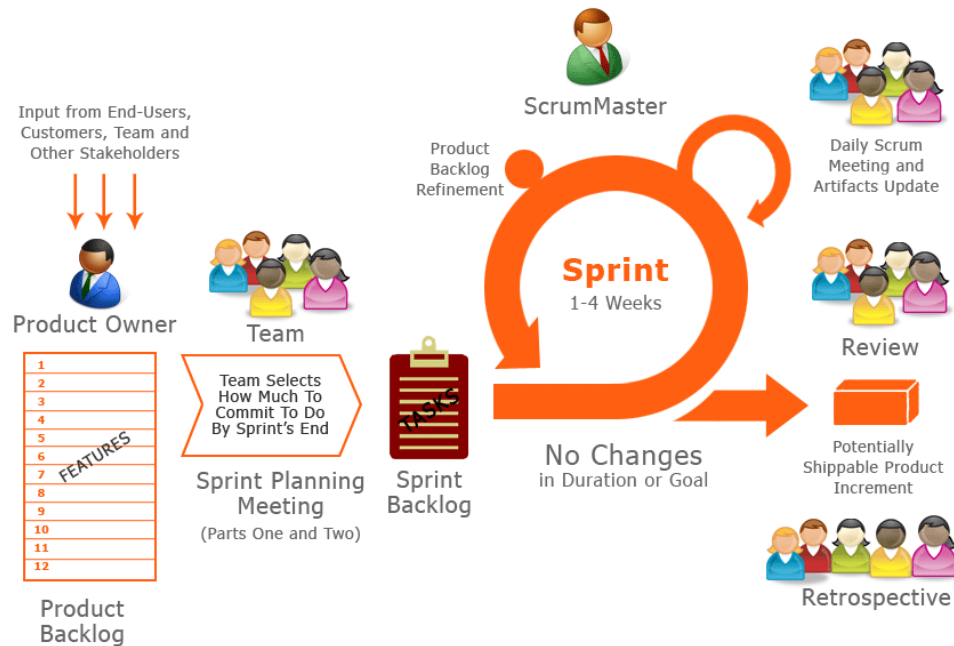 Input from End-Users,
Customers, Team and
Other Stakeholders
Product Owner
1
2
3
4
5
6
7
8
9
10
11
12
FEATURES
Product
Backlog
Team
Team Selects
How Much To
Commit To Do
By Sprint's End
Sprint Planning
Meeting
(Parts One and Two)
TASKS
Sprint
Backlog
ScrumMaster
Product
Backlog
Refinement
Sprint
1-4 Weeks
No Changes
in Duration or Goal
Daily Scrum
Meeting and
Artifacts Update
Review
Potentially
Shippable Product
Increment
Retrospective